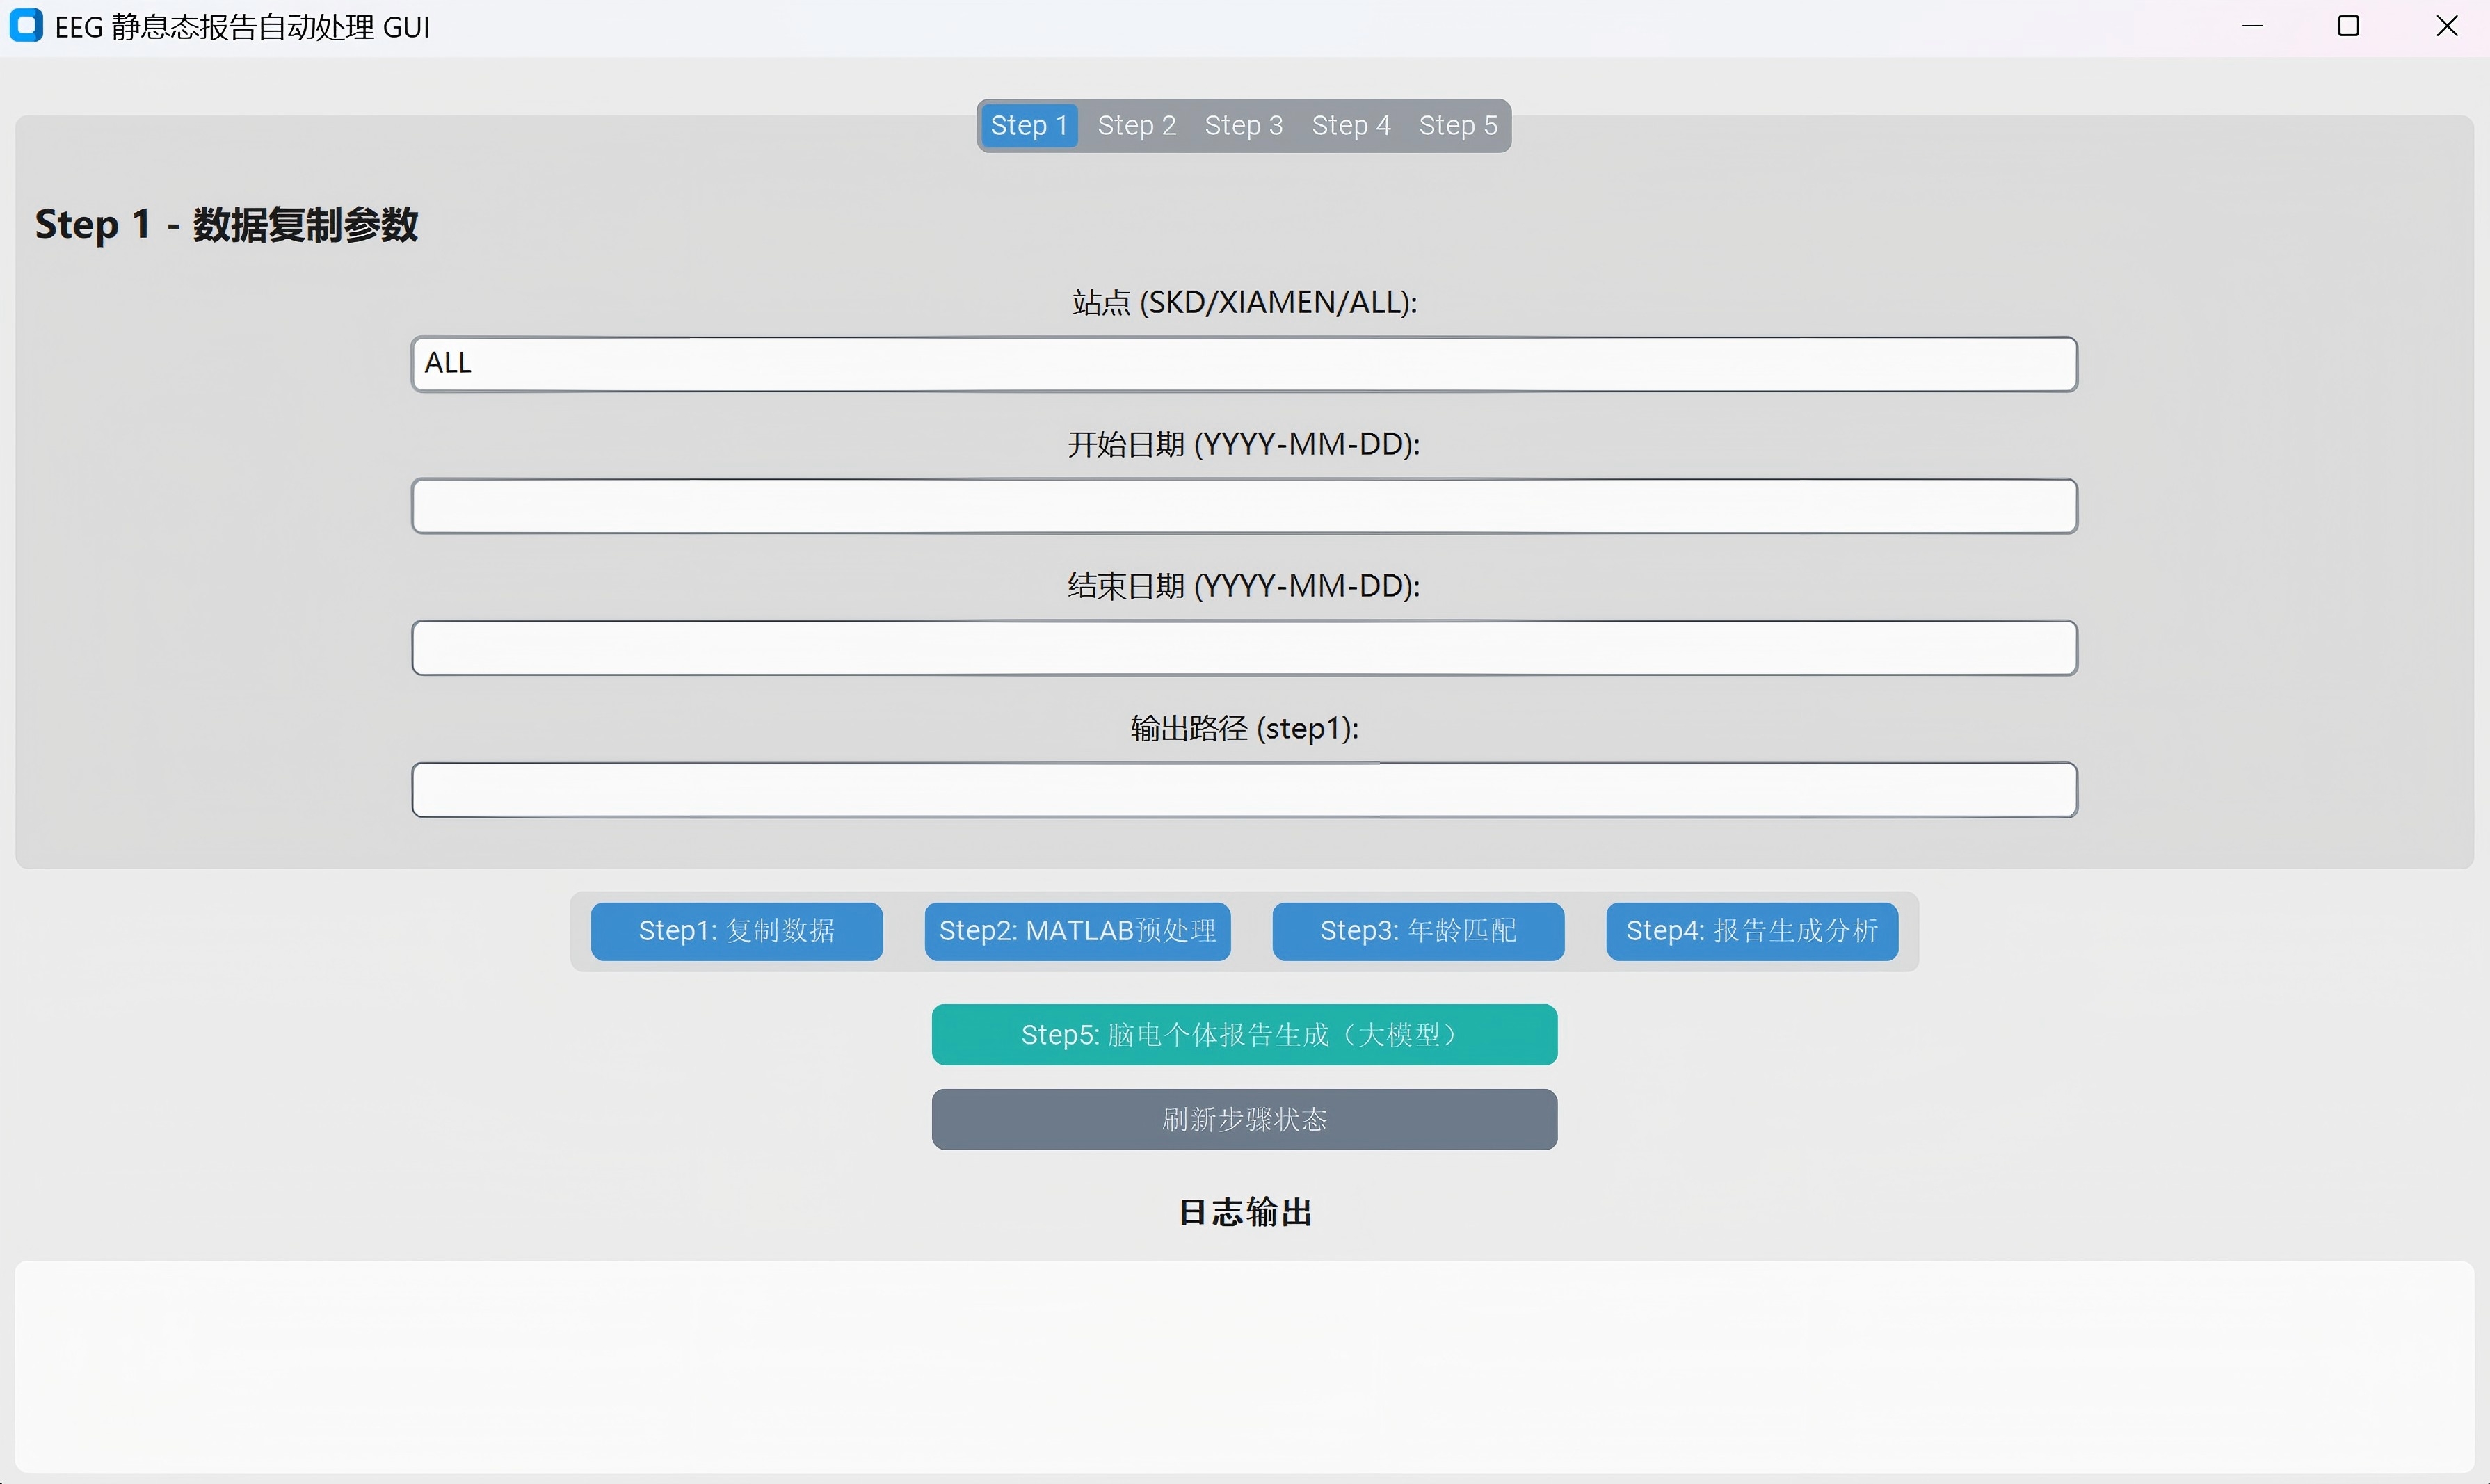 EEG 静息态报告自动处理 GUI
Step 1 Step 2 Step 3 Step 4 Step 5
Step 1 - 数据复制参数
站点 (SKD/XIAMEN/ALL):
ALL
开始日期 (YYYY-MM-DD):
结束日期 (YYYY-MM-DD):
输出路径 (step1):
Step1: 复制数据 Step2: MATLAB预处理 Step3: 年龄匹配 Step4: 报告生成分析
Step5: 脑电个体报告生成（大模型）
刷新步骤状态
日志输出